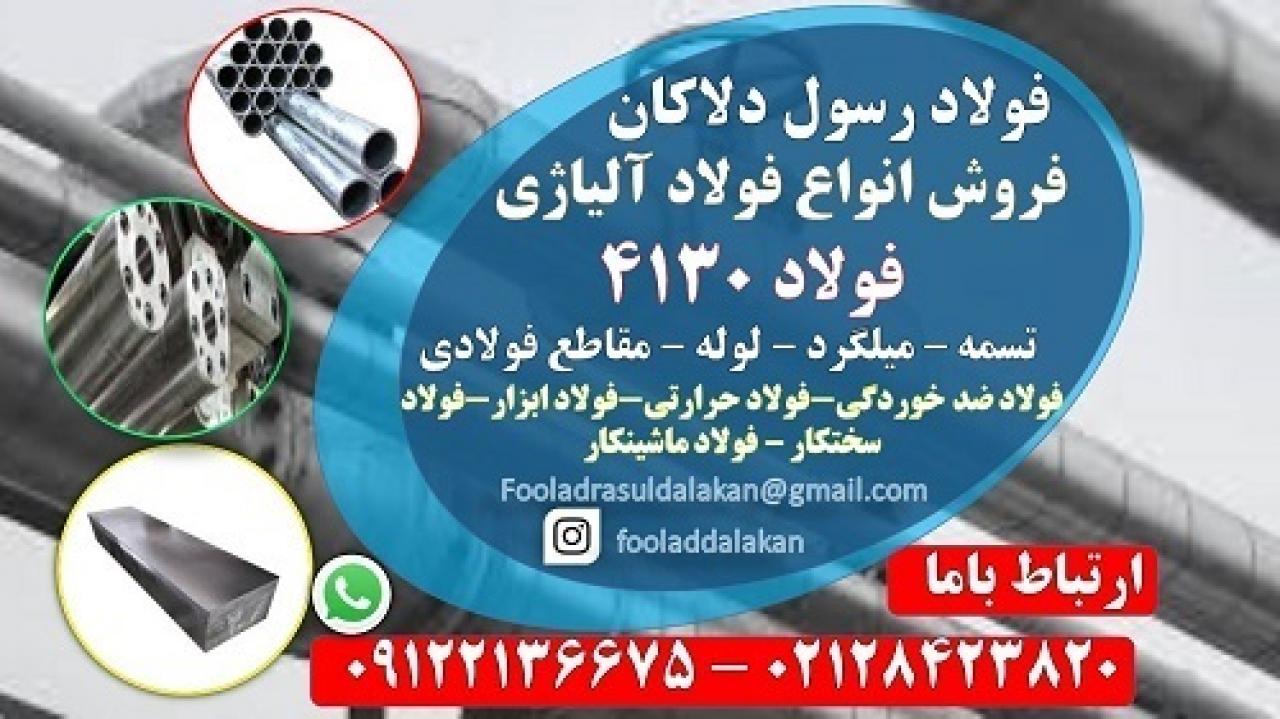 فولاد رسول دلاکان
فروش انواع فولاد آلیاژی
فولاد ۴۱۳۰
تسمه - میلگرد - لوله - مقاطع فولادی
فولاد ضد خوردگی-فولاد حرارتی-فولاد ابزار-فولاد
سختکار - فولاد ماشینکار
Fooladrasuldalakan@gmail.com
fooladdalakan
ارتباط باما
۰۹۱۲۲۱۳۶۶۷۵ - ۰۲۱۲۸۴۲۳۸۲۰